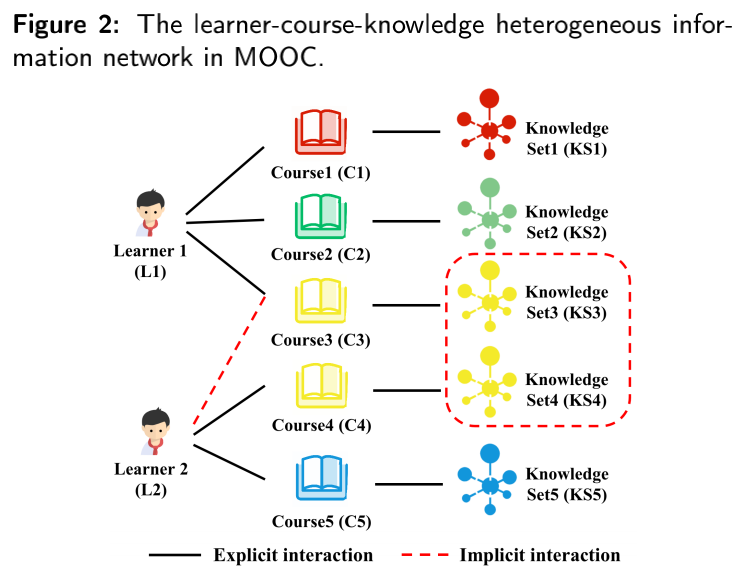 Figure 2: The learner-course-knowledge heterogeneous infor-
mation network in MOOC.
Course1 (C1)
Knowledge
Set1 (KS1)
Learner 1
(L1)
Course2 (C2)
Knowledge
Set2 (KS2)
Course3 (C3)
Knowledge
Set3 (KS3)
Course4 (C4)
Knowledge
Set4 (KS4)
Learner 2
(L2)
Course5 (C5)
Knowledge
Set5 (KS5)
Explicit interaction
Implicit interaction